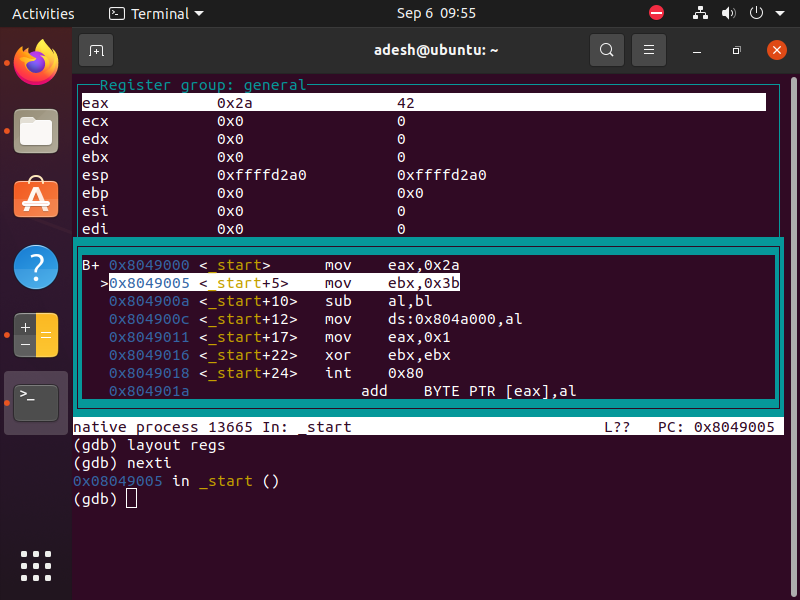 Activities Terminal Sep 6 09:55
adesh@ubuntu: ~
Register group: general
eax 0x2a 42
ecx 0x0 0
edx 0x0 0
ebx 0x0 0
esp 0xffffd2a0 0xffffd2a0
ebp 0x0 0x0
esi 0x0 0
edi 0x0 0
B+ 0x8049000 <_start> mov eax,0x2a
>0x8049005 <_start+5> mov ebx,0x3b
0x804900a <_start+10> sub al,bl
0x804900c <_start+12> mov ds:0x804a000,al
0x8049011 <_start+17> mov eax,0x1
0x8049016 <_start+22> xor ebx,ebx
0x8049018 <_start+24> int 0x80
0x804901a add BYTE PTR [eax],al
native process 13665 In: _start L?? PC: 0x8049005
(gdb) layout regs
(gdb) nexti
0x08049005 in _start ()
(gdb)